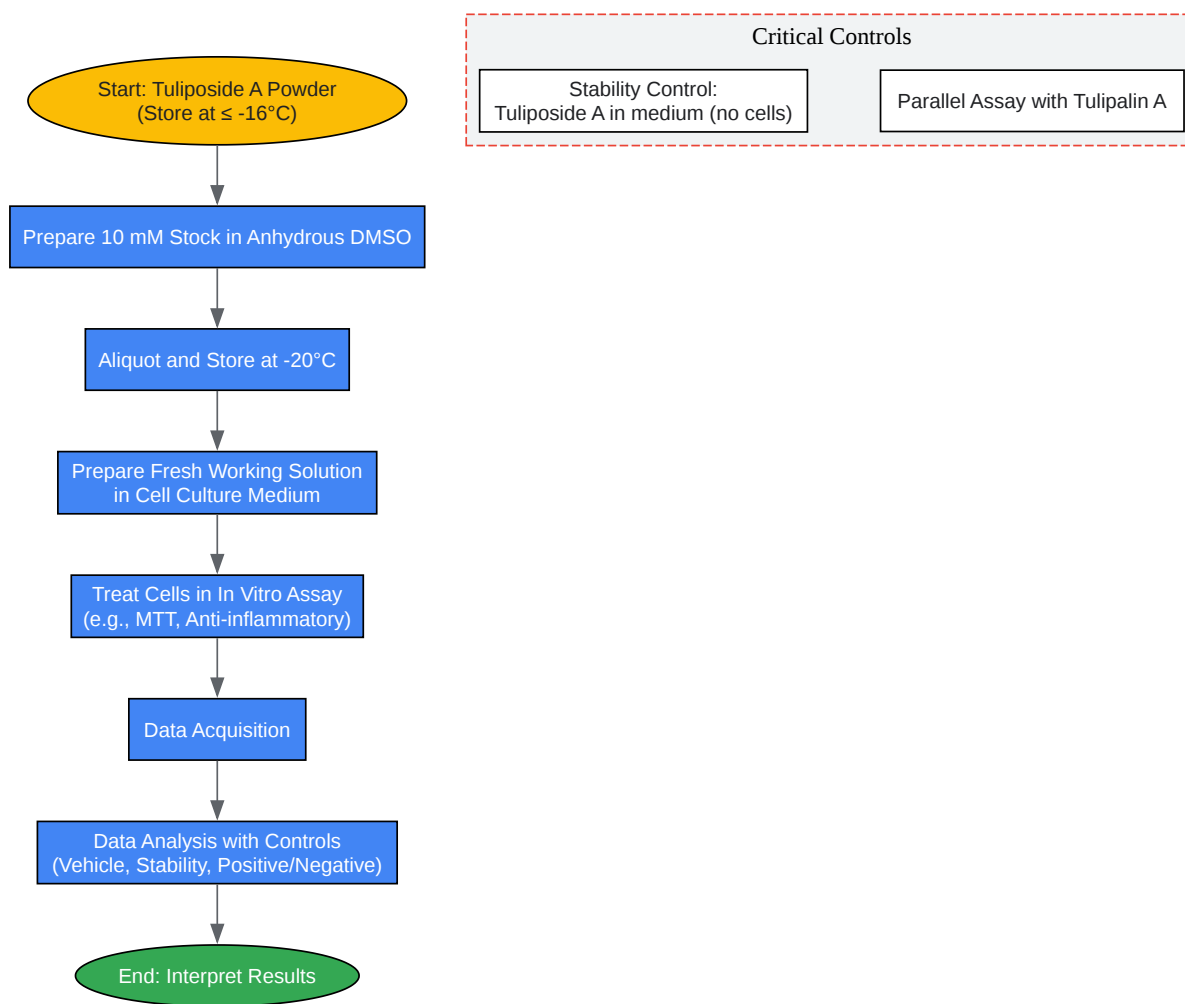 Start: Tuliposide A Powder
(Store at ≤ -16°C)
Prepare 10 mM Stock in Anhydrous DMSO
Aliquot and Store at -20°C
Prepare Fresh Working Solution
in Cell Culture Medium
Treat Cells in In Vitro Assay
(e.g., MTT, Anti-inflammatory)
Data Acquisition
Data Analysis with Controls
(Vehicle, Stability, Positive/Negative)
End: Interpret Results
Critical Controls
Stability Control:
Tuliposide A in medium (no cells)
Parallel Assay with Tulipalin A